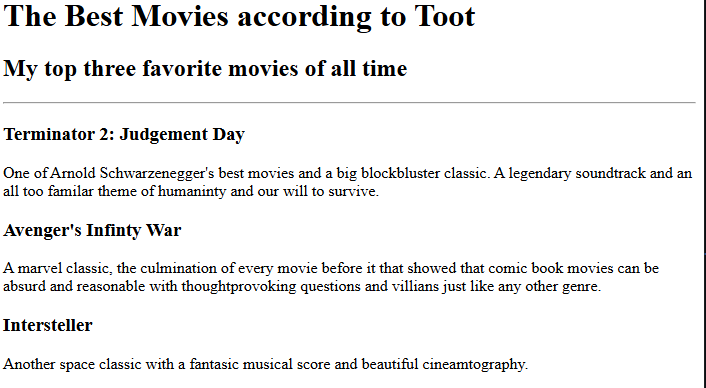 The Best Movies according to Toot
My top three favorite movies of all time
Terminator 2: Judgement Day
One of Arnold Schwarzenegger's best movies and a big blockbluster classic. A legendary soundtrack and an
all too familar theme of humaninty and our will to survive.
Avenger's Infinty War
A marvel classic, the culmination of every movie before it that showed that comic book movies can be
absurd and reasonable with thoughtprovoking questions and villians just like any other genre.
Intersteller
Another space classic with a fantasic musical score and beautiful cineamtography.